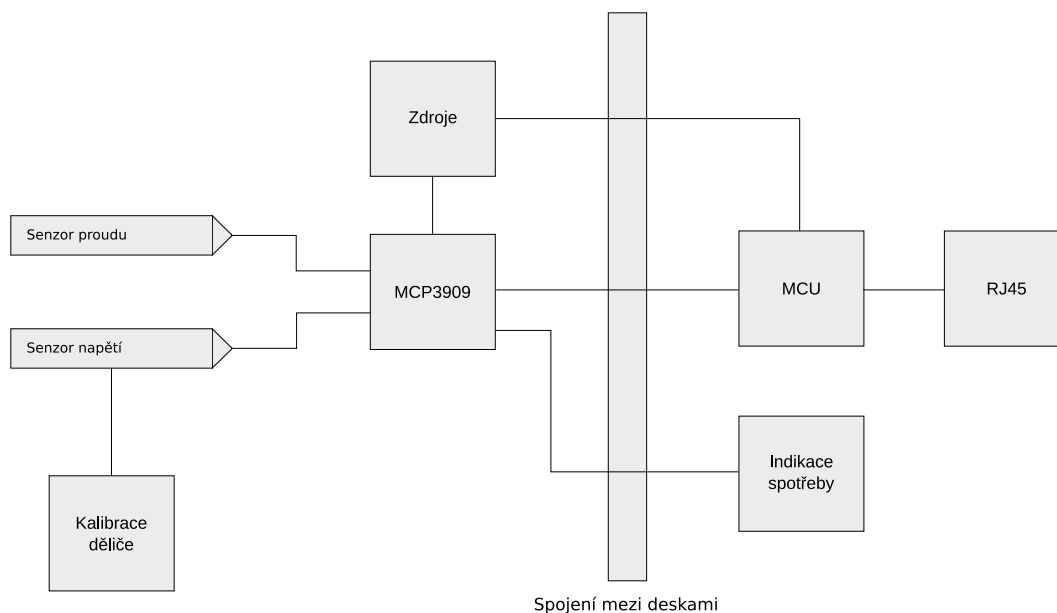 Zdroje
Senzor proudu
MCP3909
MCU
RJ45
Senzor napětí
Indikace
spotřeby
Kalibrace
děliče
Spojení mezi deskami